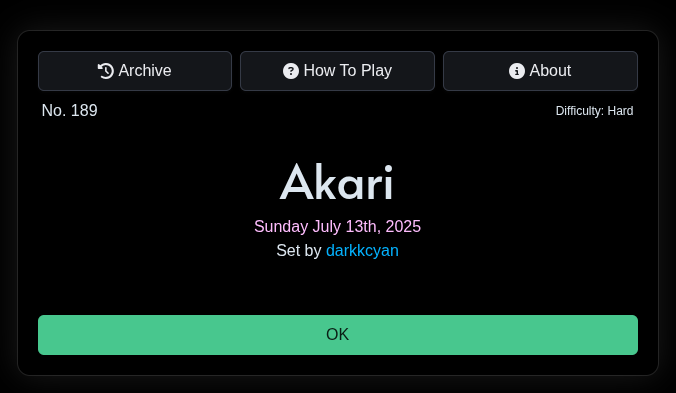 Archive How To Play About
No. 189 Difficulty: Hard
Akari
Sunday July 13th, 2025
Set by darkkcyan
OK